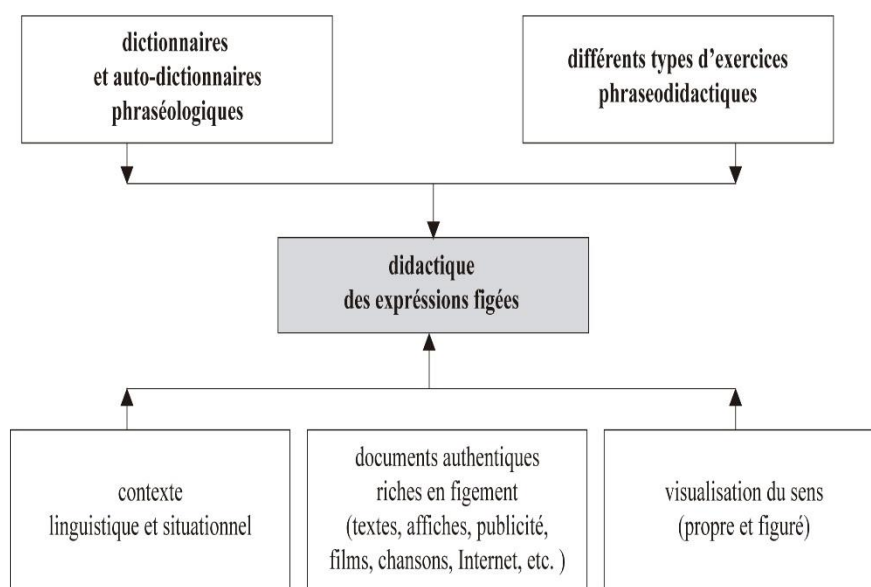 dictionnaires
et auto-dictionnaires
phraséologiques
différents types d’exercices
phraseodidactiques
didactique
des expréssions figées
contexte
linguistique et situationnel
documents authentiques
riches en figement
(textes, affiches, publicité,
films, chansons, Internet, etc. )
visualisation du sens
(propre et figuré)